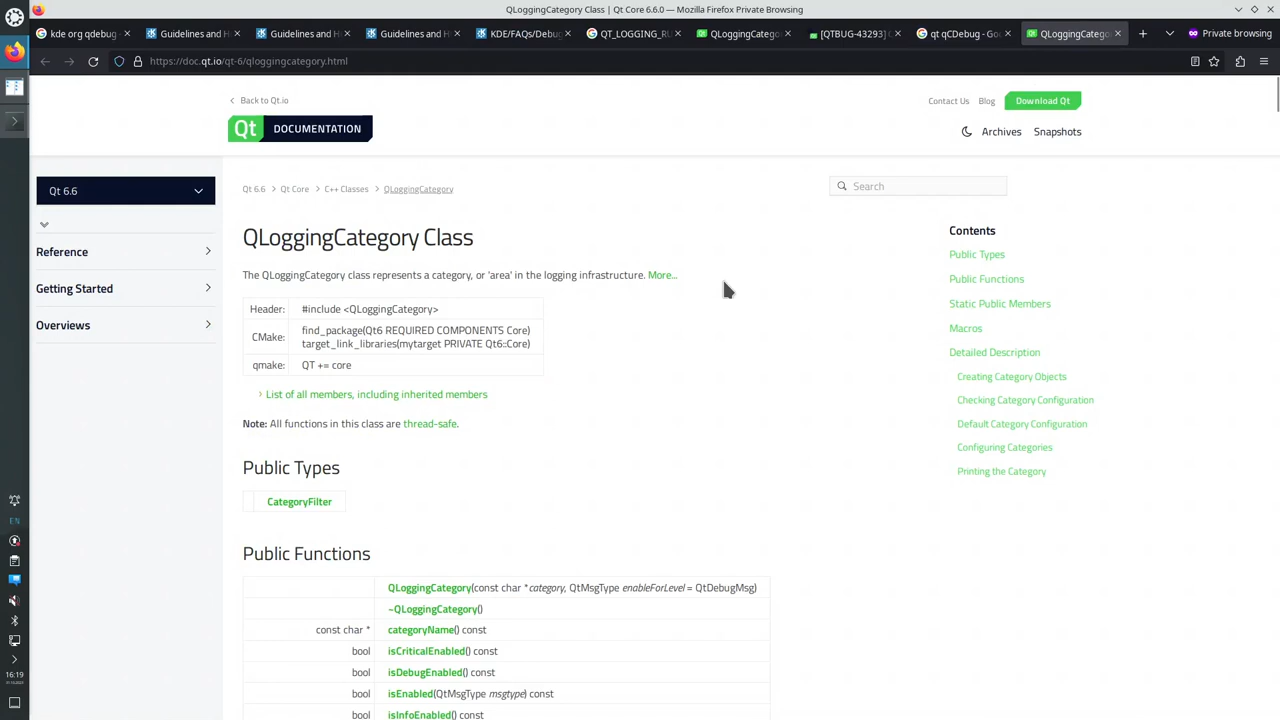 QLoggingCategory Class | Qt Core 6.6.0 — Mozilla Firefox Private Browsing
kde org qdebug -
Guidelines and H
Guidelines and H
Guidelines and H
KDE/FAQs/Debug
QT_LOGGING_RU
QLoggingCatego
[QTBUG-43293] C
qt qCDebug - Goo
QLoggingCatego
Private browsing
https://doc.qt.io/qt-6/qloggingcategory.html
Back to Qt.io
Contact Us
Blog
Download Qt
Qt DOCUMENTATION
Archives
Snapshots
Qt 6.6
Qt 6.6 > Qt Core > C++ Classes > QLoggingCategory
Search
Reference
Getting Started
Overviews
QLoggingCategory Class
The QLoggingCategory class represents a category, or 'area' in the logging infrastructure. More...
Header: #include <QLoggingCategory>
CMake: find_package(Qt6 REQUIRED COMPONENTS Core)
target_link_libraries(mytarget PRIVATE Qt6::Core)
qmake: QT += core
List of all members, including inherited members
Note: All functions in this class are thread-safe.
Public Types
CategoryFilter
Public Functions
QLoggingCategory(const char *category, QtMsgType enableForLevel = QtDebugMsg)
~QLoggingCategory()
const char * categoryName() const
bool isCriticalEnabled() const
bool isDebugEnabled() const
bool isEnabled(QtMsgType msgtype) const
bool isInfoEnabled() const
Contents
Public Types
Public Functions
Static Public Members
Macros
Detailed Description
Creating Category Objects
Checking Category Configuration
Default Category Configuration
Configuring Categories
Printing the Category
EN
16:19